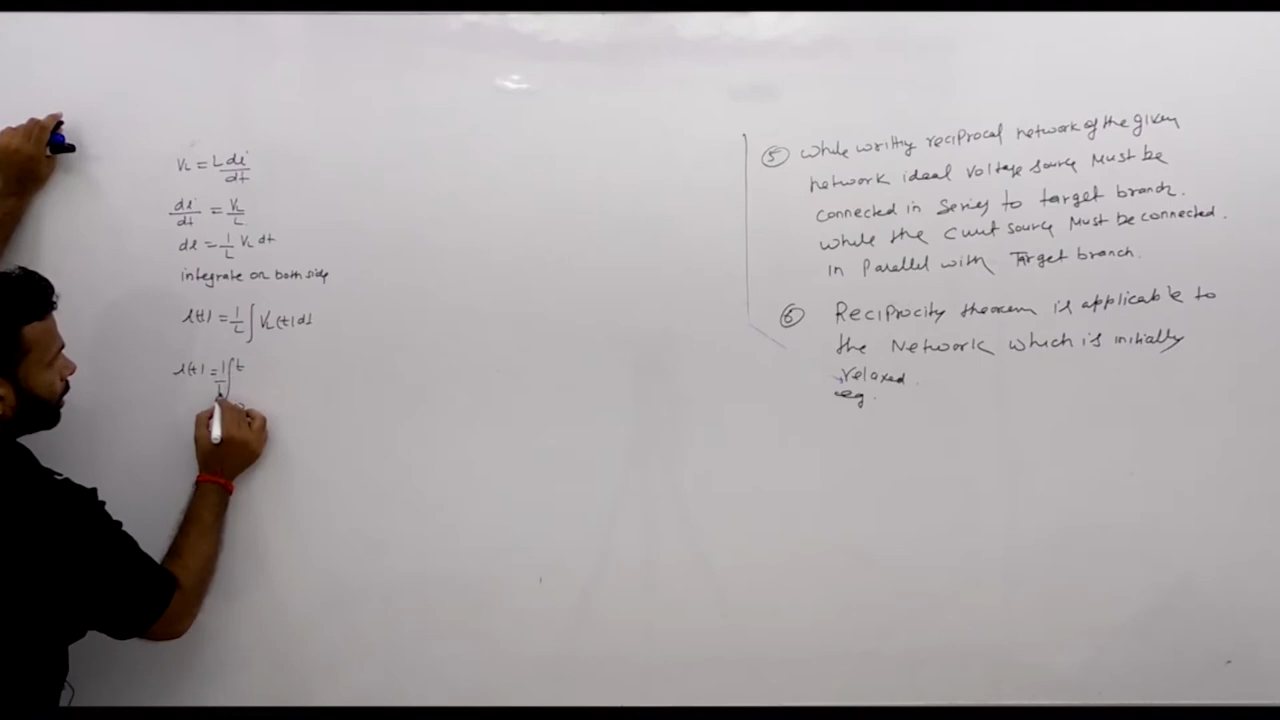 VL = L di/dt
di/dt = VL/L
di = 1/L VL dt
integrate on both side
i(t) = 1/L ∫ VL(t) dt
i(t) = 1/L ∫ t
⑤ While writing reciprocal network of the given
network ideal voltage source Must be
connected in series to target branch.
while the source Must be connected.
in Parallel with Target branch.
⑥ Reciprocity theorem is applicable to
the Network which is initially
relaxed.
eg.